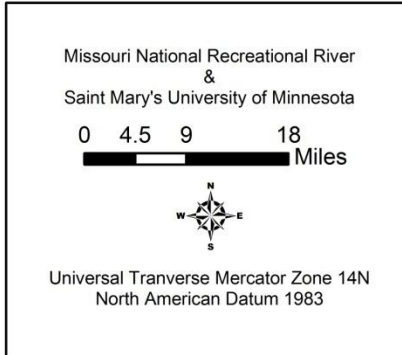 Missouri National Recreational River
&
Saint Mary's University of Minnesota
0 4.5 9 18
Miles
N
W E
S
Universal Tranverse Mercator Zone 14N
North American Datum 1983